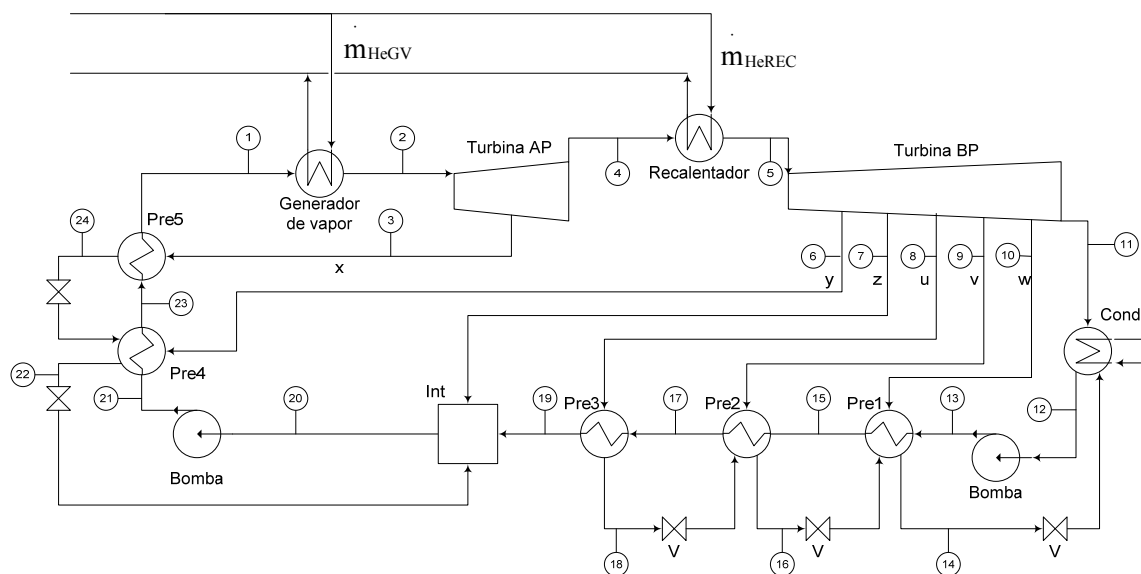 ṁHeGV
ṁHeREC
1
2
Turbina AP
4
5
Turbina BP
Recalentador
Generador
de vapor
3
24
Pre5
x
6
7
8
9
10
11
y
z
u
v
w
23
Cond
22
Pre4
21
20
Int
19
Pre3
17
Pre2
15
Pre1
13
12
Bomba
Bomba
V
V
V
18
16
14